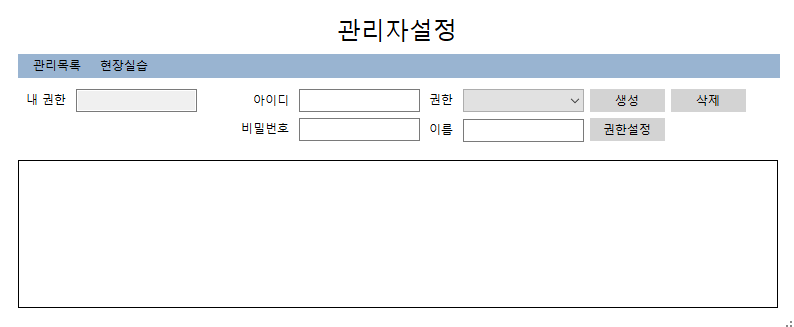 관리자설정
관리목록 현장실습
내 권한 아이디 권한 생성 삭제
비밀번호 이름 권한설정